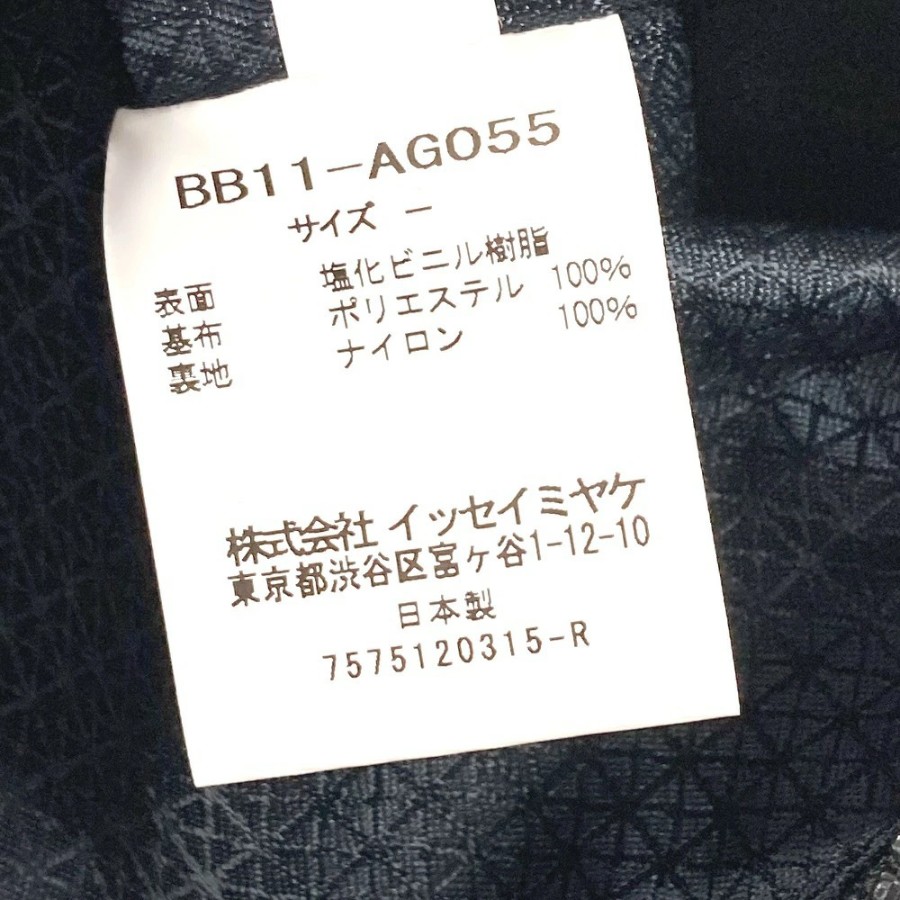 BB11-AG055
サイズ －
表面 塩化ビニル樹脂
基布 ポリエステル 100%
裏地 ナイロン 100%
株式会社 イッセイミヤケ
東京都渋谷区富ヶ谷1-12-10
日本製
7575120315-R